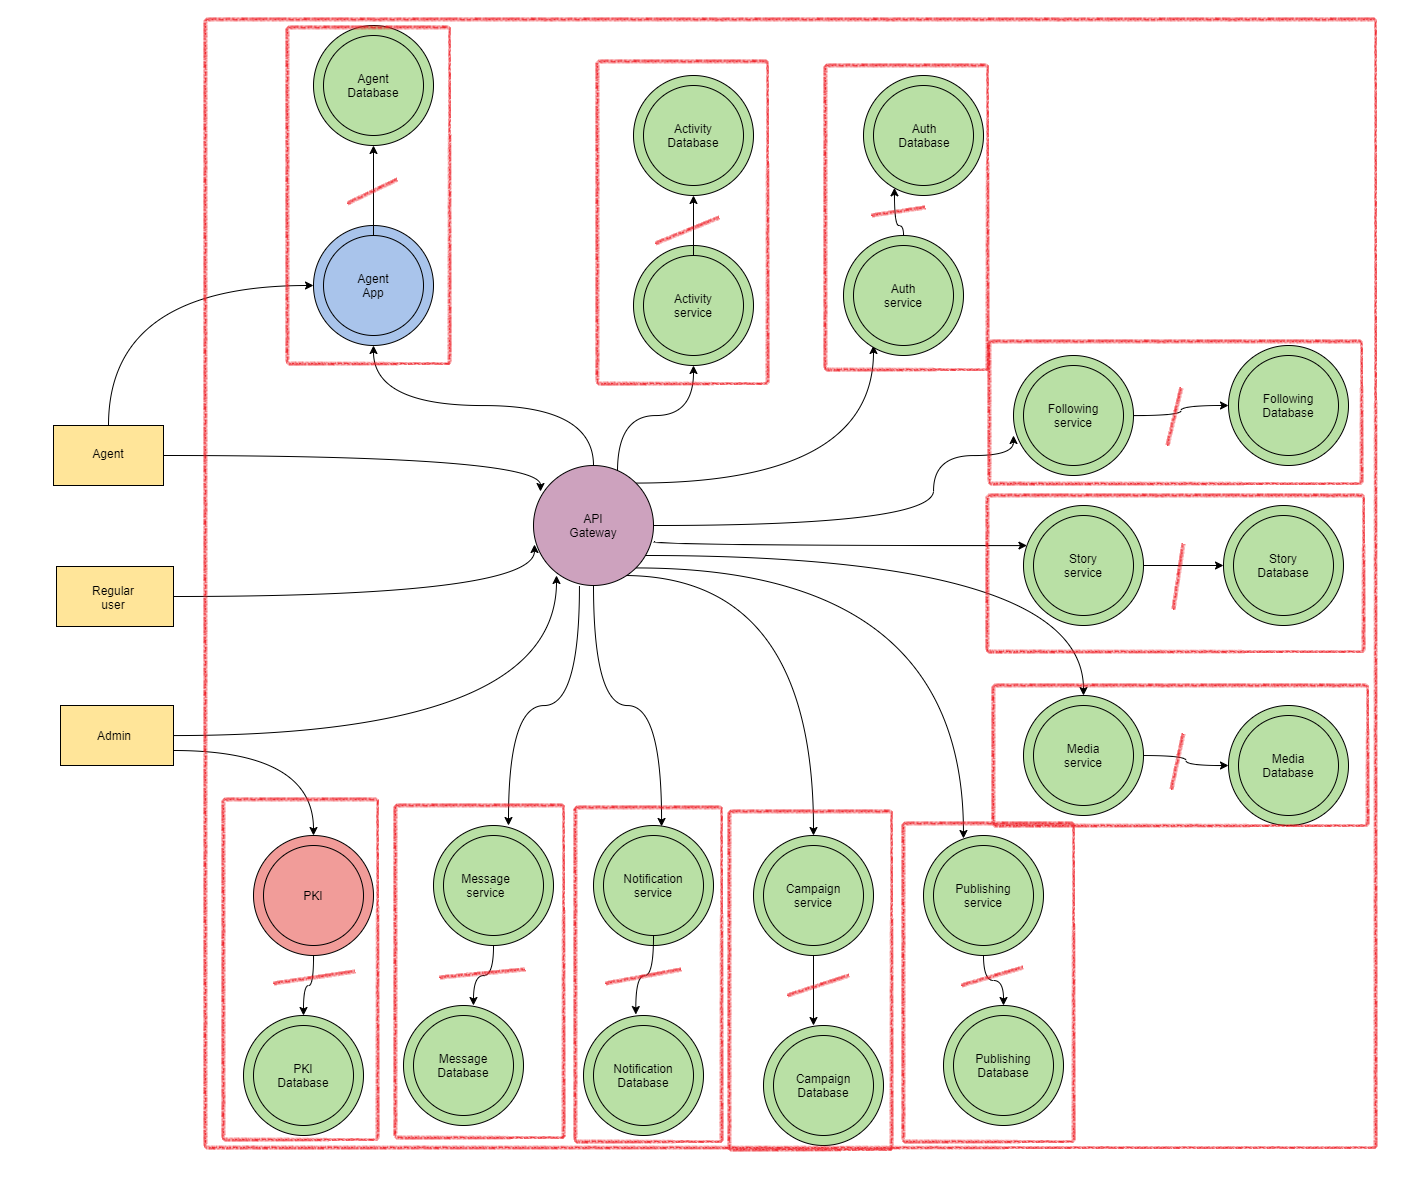 Agent
Database
Activity
Database
Auth
Database
Agent
App
Activity
service
Auth
service
Following
service
Following
Database
Agent
API
Gateway
Story
service
Story
Database
Regular
user
Admin
Media
service
Media
Database
PKI
Message
service
Notification
service
Campaign
service
Publishing
service
PKI
Database
Message
Database
Notification
Database
Campaign
Database
Publishing
Database